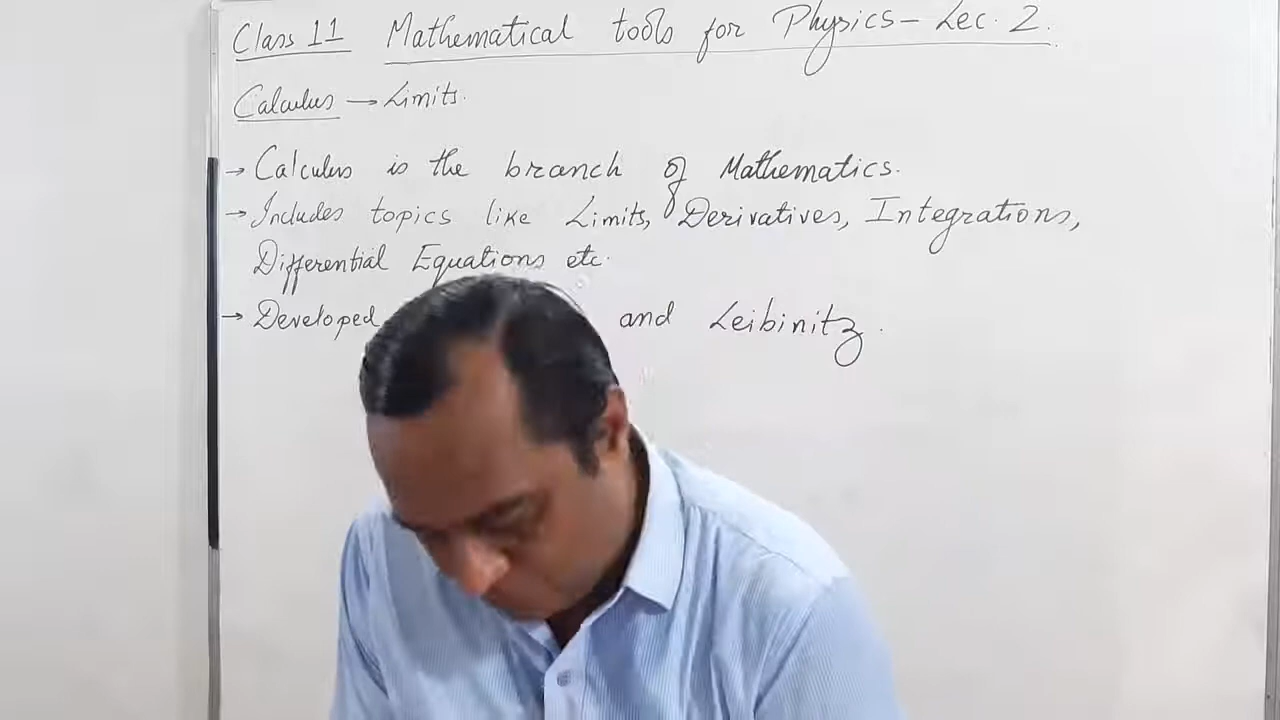 Class 11 Mathematical tools for Physics - Lec. 2.
Calculus → Limits.
→ Calculus is the branch of Mathematics.
→ Includes topics like Limits, Derivatives, Integrations,
Differential Equations etc.
→ Developed and Leibinitz.